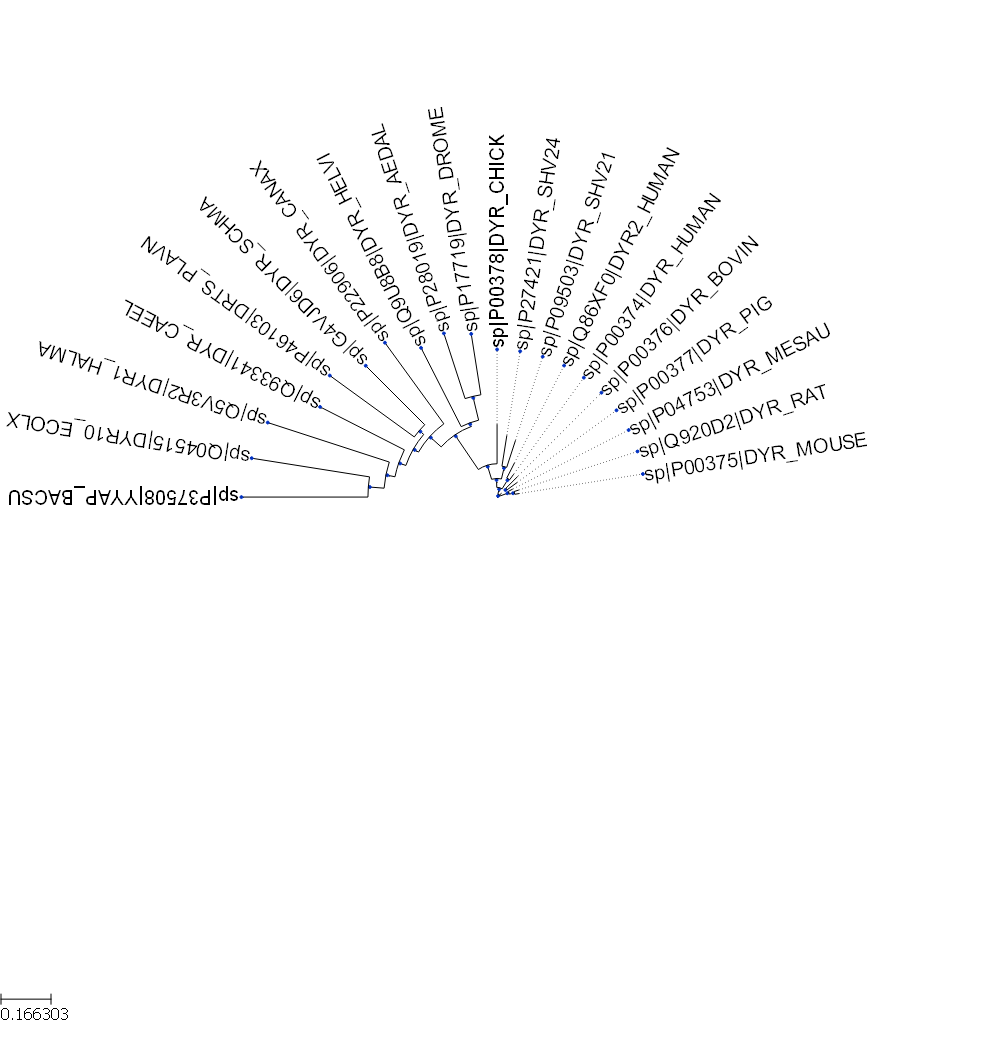 sp|P37508|YYAP_BACSU
sp|Q04515|DYR10_ECOLX
sp|Q5V3R2|DYR1_HALMA
sp|Q93341|DYR_CAEEL
sp|P46103|DRTS_PLAVN
sp|G4VJD6|DYR_SCHMA
sp|P22906|DYR_CANAX
sp|Q9U8B8|DYR_HELVI
sp|P28019|DYR_AEDAL
sp|P17719|DYR_DROME
sp|P00378|DYR_CHICK
sp|P27421|DYR_SHV24
sp|P09503|DYR_SHV21
sp|Q86XF0|DYR2_HUMAN
sp|P00374|DYR_HUMAN
sp|P00376|DYR_BOVIN
sp|P00377|DYR_PIG
sp|P04753|DYR_MESAU
sp|Q920D2|DYR_RAT
sp|P00375|DYR_MOUSE
0.166303